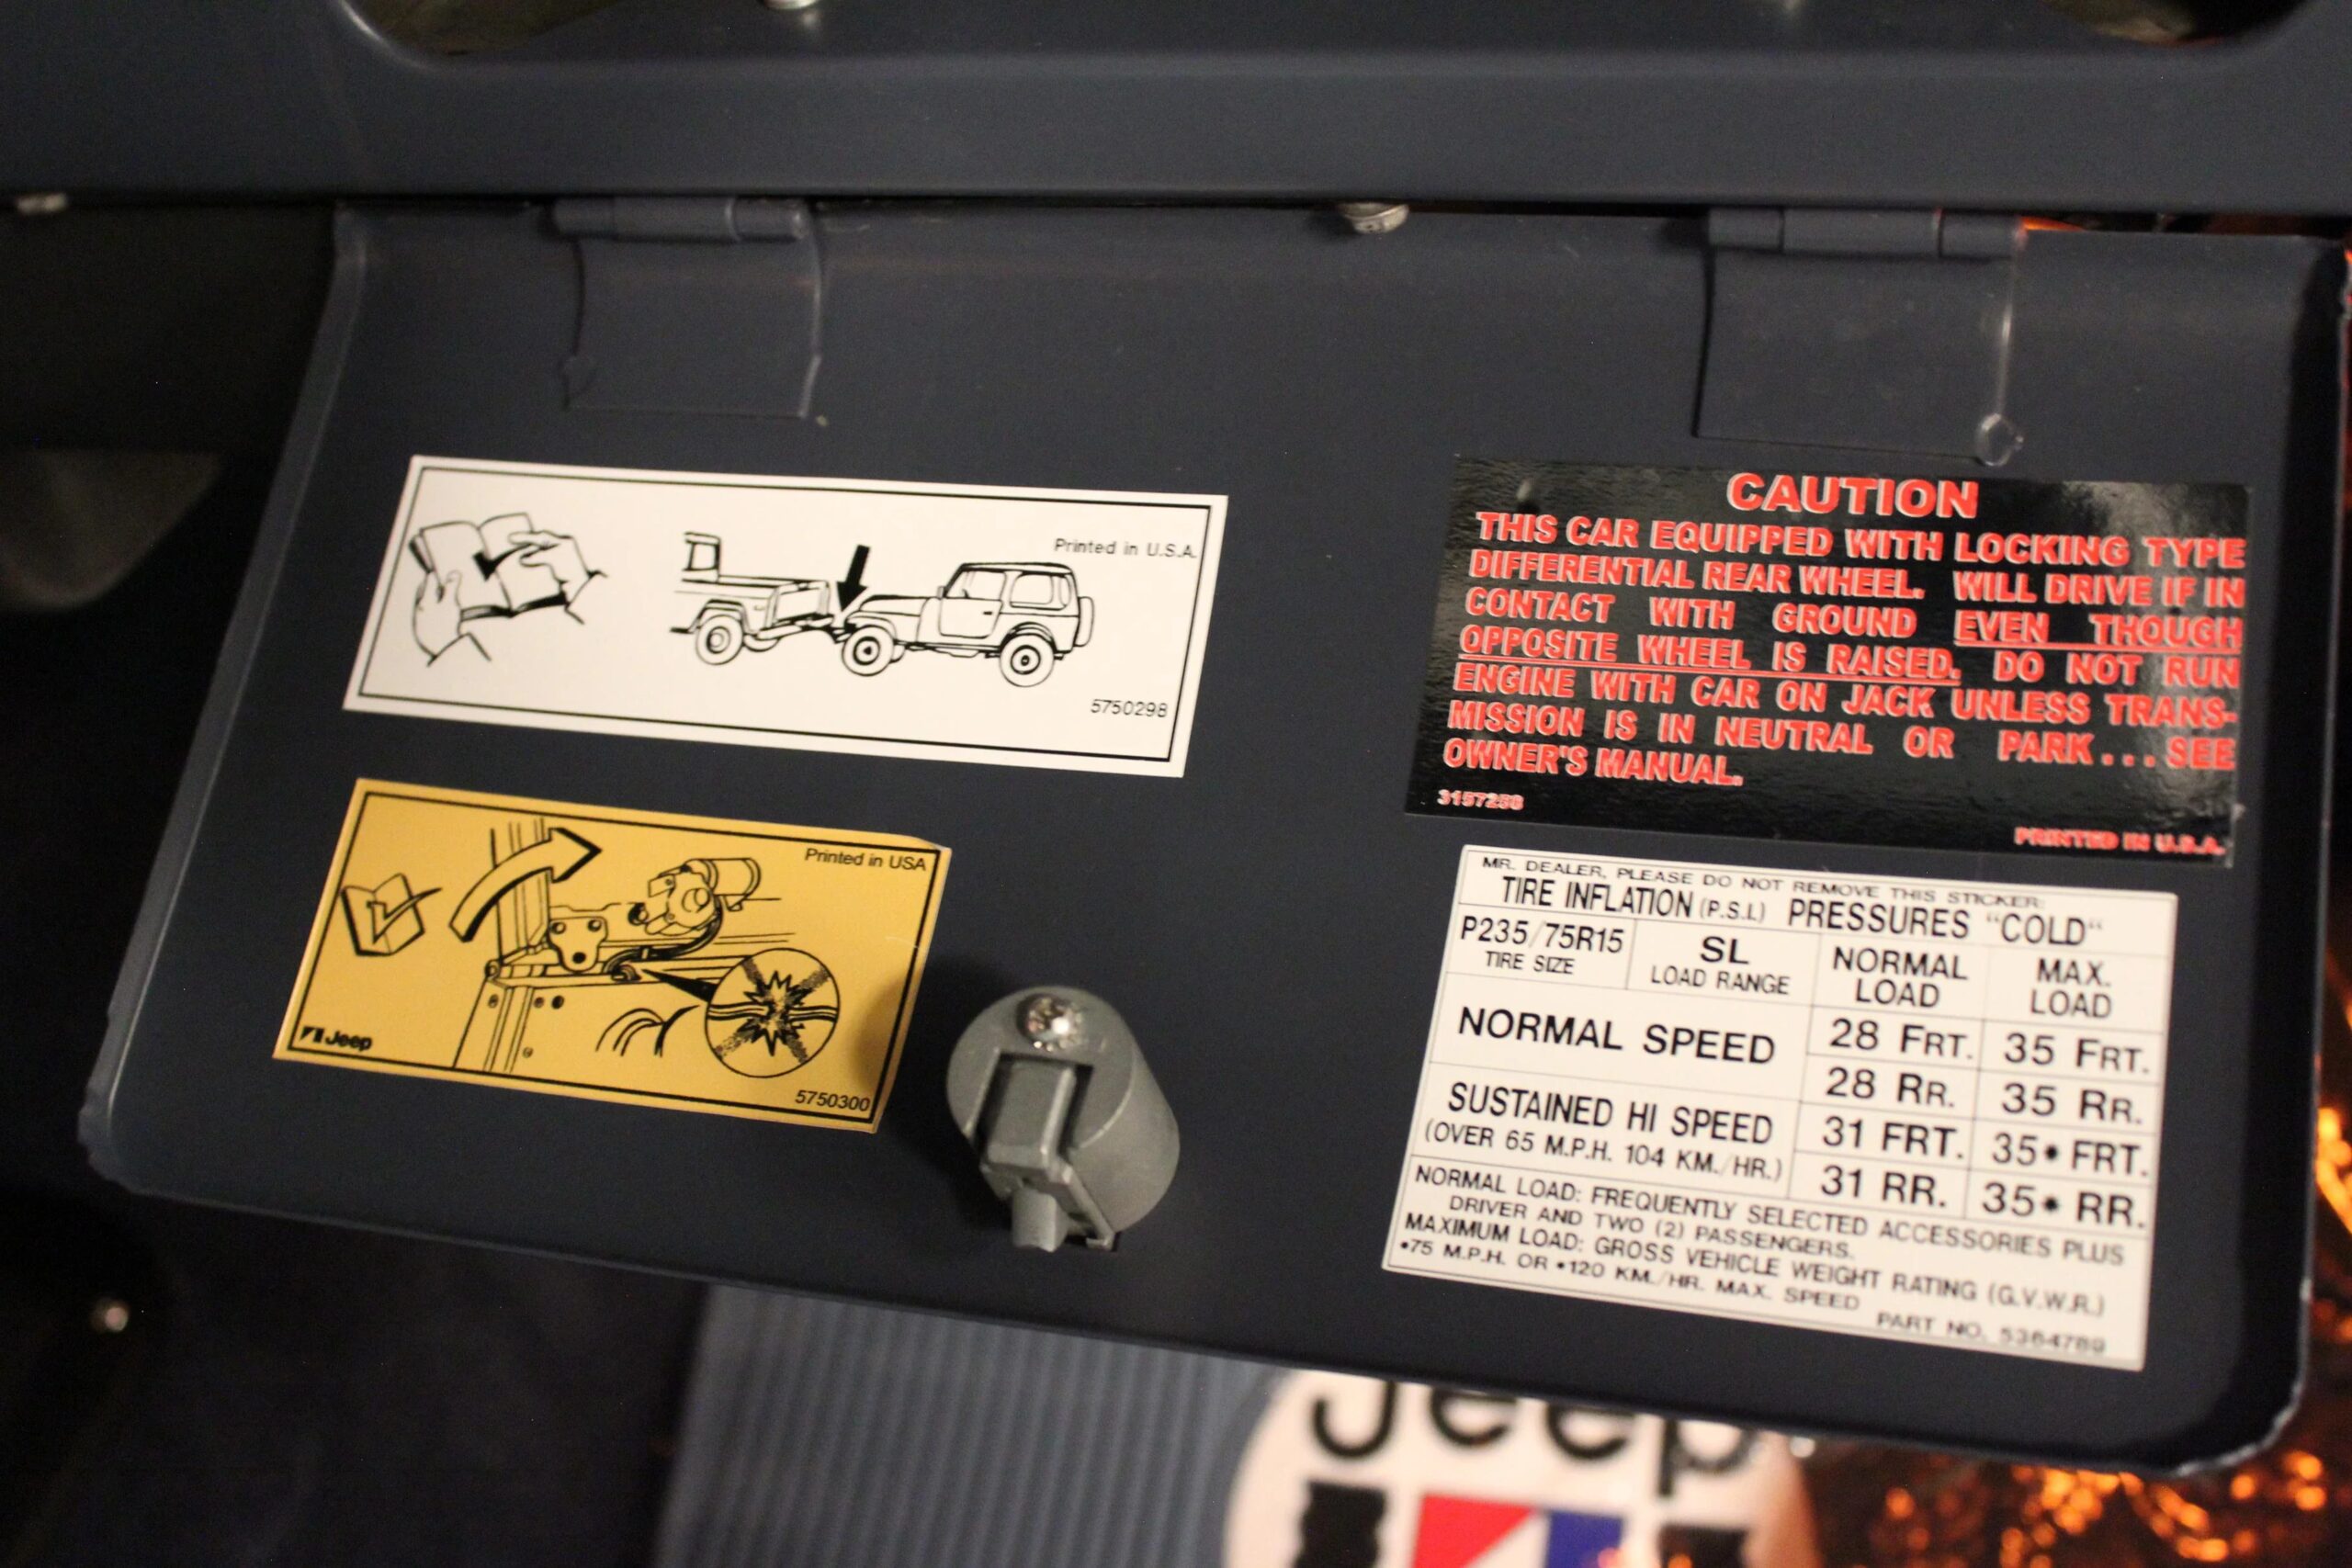 Printed in U.S.A.
5750298
Printed in USA
Jeep
5750300
CAUTION
THIS CAR EQUIPPED WITH LOCKING TYPE
DIFFERENTIAL REAR WHEEL. WILL DRIVE IF IN
CONTACT WITH GROUND EVEN THOUGH
OPPOSITE WHEEL IS RAISED. DO NOT RUN
ENGINE WITH CAR ON JACK UNLESS TRANS-
MISSION IS IN NEUTRAL OR PARK... SEE
OWNER'S MANUAL.
3157258
PRINTED IN U.S.A.
MR. DEALER, PLEASE DO NOT REMOVE THIS STICKER:
TIRE INFLATION (P.S.I.) PRESSURES "COLD"
P235/75R15 SL NORMAL MAX.
TIRE SIZE LOAD RANGE LOAD LOAD
NORMAL SPEED 28 FRT. 35 FRT.
28 RR. 35 RR.
SUSTAINED HI SPEED 31 FRT. 35• FRT.
(OVER 65 M.P.H. 104 KM./HR.) 31 RR. 35• RR.
NORMAL LOAD: FREQUENTLY SELECTED ACCESSORIES PLUS
DRIVER AND TWO (2) PASSENGERS.
MAXIMUM LOAD: GROSS VEHICLE WEIGHT RATING (G.V.W.R.)
•75 M.P.H. OR •120 KM./HR. MAX. SPEED
PART NO. 5364789
Jeep